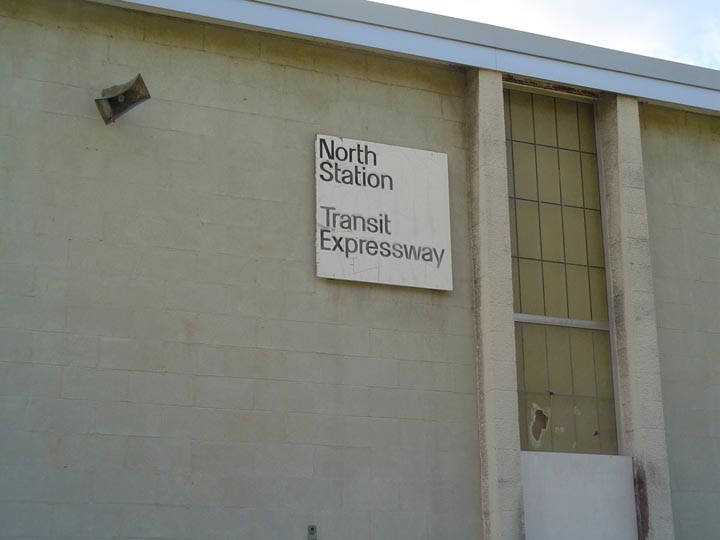 North
Station
Transit
Expressway